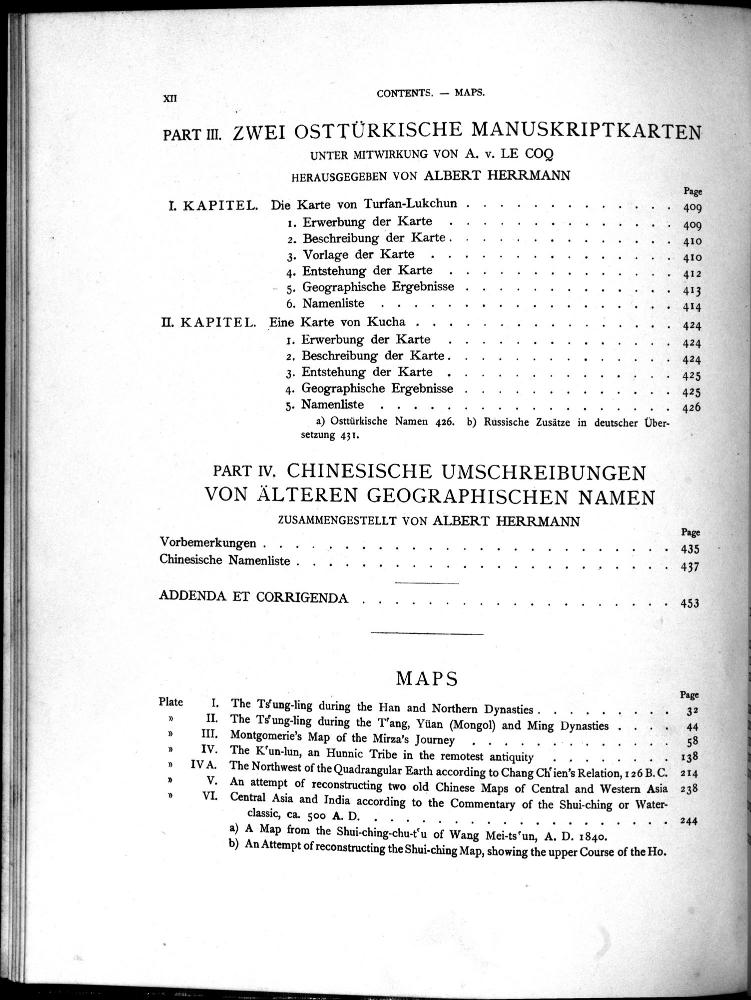 XII
CONTENTS. — MAPS.
PART III. ZWEI OSTTÜRKISCHE MANUSKRIPTKARTEN
UNTER MITWIRKUNG VON A. v. LE COQ
HERAUSGEGEBEN VON ALBERT HERRMANN
Page
I. KAPITEL. Die Karte von Turfan-Lukchun . . . . . . . . . . . . . 409
1. Erwerbung der Karte . . . . . . . . . . . . . 409
2. Beschreibung der Karte . . . . . . . . . . . . . 410
3. Vorlage der Karte . . . . . . . . . . . . . 410
4. Entstehung der Karte . . . . . . . . . . . . . 412
5. Geographische Ergebnisse . . . . . . . . . . . . 413
6. Namenliste . . . . . . . . . . . . . . . . 414
II. KAPITEL. Eine Karte von Kucha . . . . . . . . . . . . . . . 424
1. Erwerbung der Karte . . . . . . . . . . . . . 424
2. Beschreibung der Karte . . . . . . . . . . . . . 424
3. Entstehung der Karte . . . . . . . . . . . . . 425
4. Geographische Ergebnisse . . . . . . . . . . . . 425
5. Namenliste . . . . . . . . . . . . . . . . 426
a) Osttürkische Namen 426. b) Russische Zusätze in deutscher Über-
setzung 431.
PART IV. CHINESISCHE UMSCHREIBUNGEN
VON ÄLTEREN GEOGRAPHISCHEN NAMEN
ZUSAMMENGESTELLT VON ALBERT HERRMANN
Page
Vorbemerkungen . . . . . . . . . . . . . . . . . . . . . 435
Chinesische Namenliste . . . . . . . . . . . . . . . . . . . 437
ADDENDA ET CORRIGENDA . . . . . . . . . . . . . . . . 453
MAPS
Page
Plate I. The Ts'ung-ling during the Han and Northern Dynasties . . . . . . . . 32
» II. The Ts'ung-ling during the T'ang, Yüan (Mongol) and Ming Dynasties . . . . 44
» III. Montgomerie's Map of the Mirza's Journey . . . . . . . . . . . . 58
» IV. The K'un-lun, an Hunnic Tribe in the remotest antiquity . . . . . . . 138
» IV A. The Northwest of the Quadrangular Earth according to Chang Ch'ien's Relation, 126 B. C. 214
» V. An attempt of reconstructing two old Chinese Maps of Central and Western Asia 238
» VI. Central Asia and India according to the Commentary of the Shui-ching or Water-
classic, ca. 500 A. D. . . . . . . . . . . . . . . . . . 244
a) A Map from the Shui-ching-chu-t'u of Wang Mei-ts'un, A. D. 1840.
b) An Attempt of reconstructing the Shui-ching Map, showing the upper Course of the Ho.